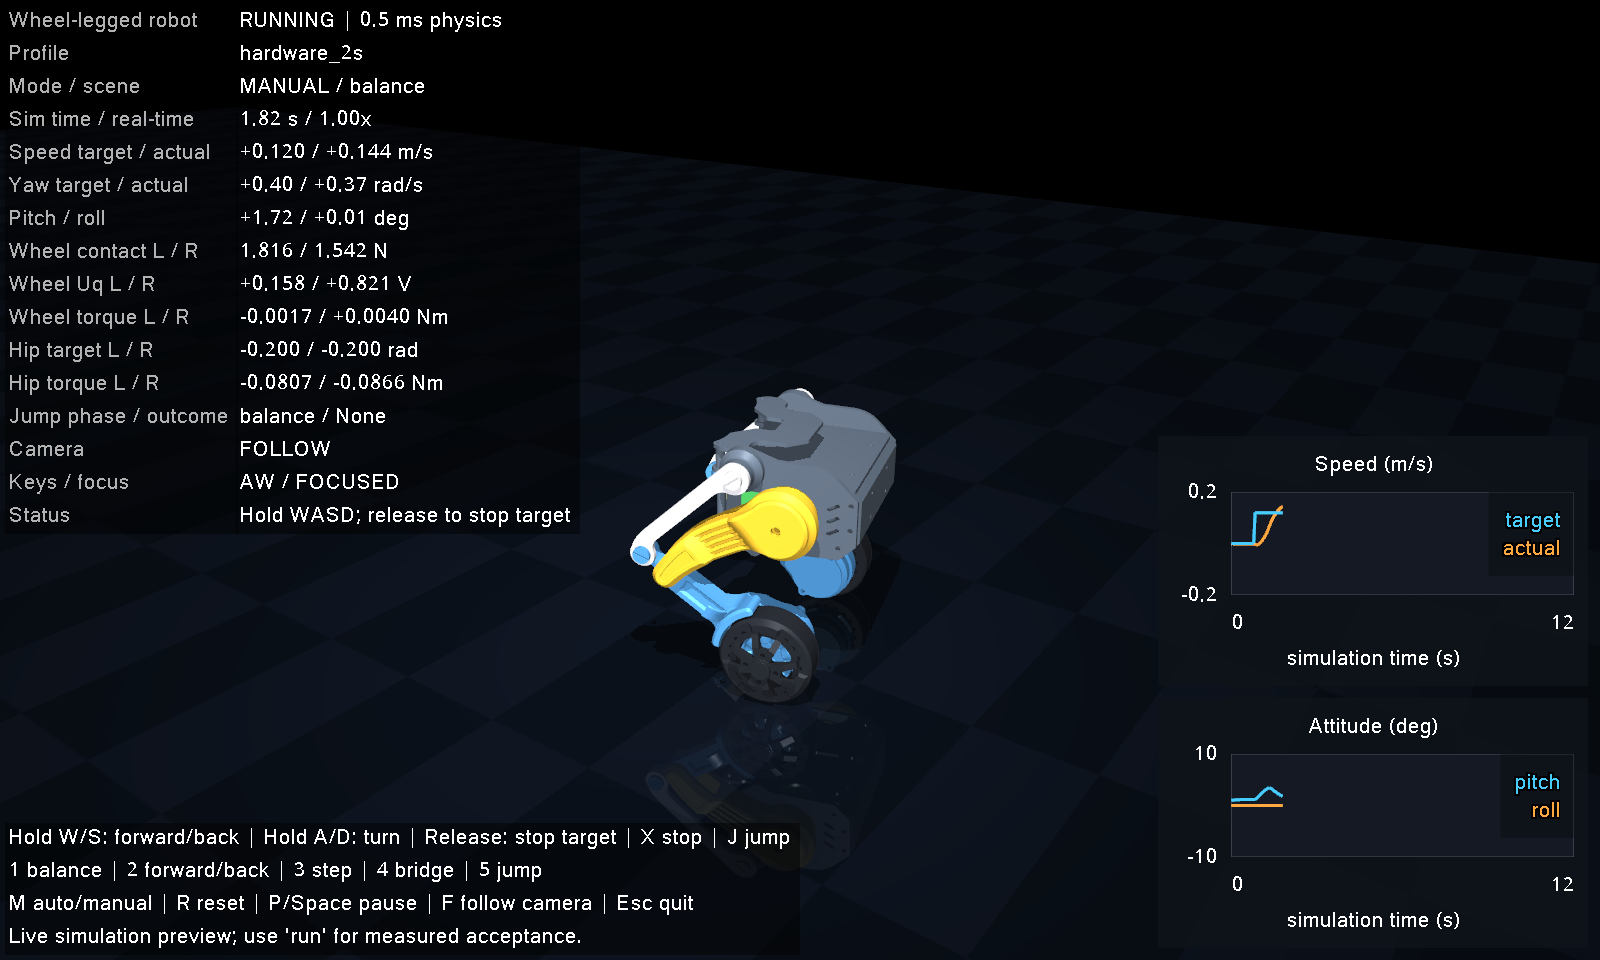 Wheel-legged robot RUNNING | 0.5 ms physics
Profile hardware_2s
Mode / scene MANUAL / balance
Sim time / real-time 1.82 s / 1.00x
Speed target / actual +0.120 / +0.144 m/s
Yaw target / actual +0.40 / +0.37 rad/s
Pitch / roll +1.72 / +0.01 deg
Wheel contact L / R 1.816 / 1.542 N
Wheel Uq L / R +0.158 / +0.821 V
Wheel torque L / R -0.0017 / +0.0040 Nm
Hip target L / R -0.200 / -0.200 rad
Hip torque L / R -0.0807 / -0.0866 Nm
Jump phase / outcome balance / None
Camera FOLLOW
Keys / focus AW / FOCUSED
Status Hold WASD; release to stop target
Speed (m/s)
0.2
target
actual
-0.2
0 12
simulation time (s)
Attitude (deg)
10
pitch
roll
-10
0 12
simulation time (s)
Hold W/S: forward/back | Hold A/D: turn | Release: stop target | X stop | J jump
1 balance | 2 forward/back | 3 step | 4 bridge | 5 jump
M auto/manual | R reset | P/Space pause | F follow camera | Esc quit
Live simulation preview; use 'run' for measured acceptance.